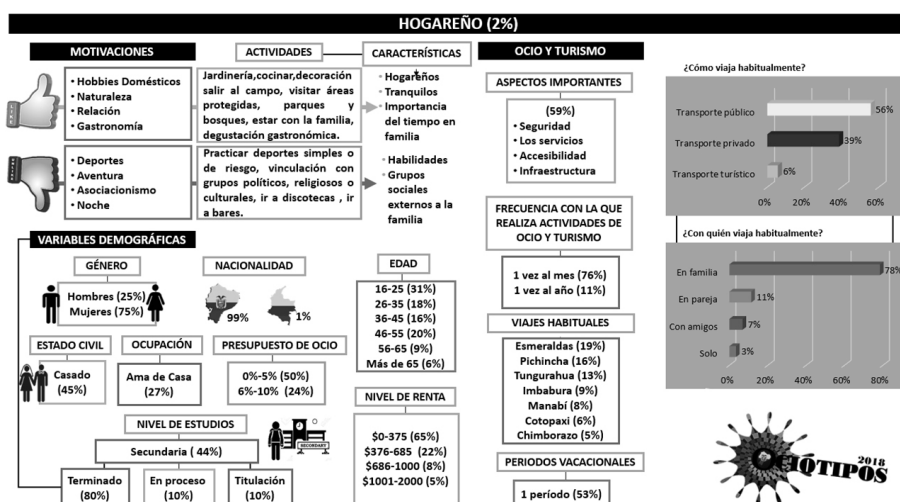 HOGAREÑO (2%)
MOTIVACIONES
• Hobbies Domésticos
• Naturaleza
• Relación
• Gastronomía
• Deportes
• Aventura
• Asociacionismo
• Noche
ACTIVIDADES
Jardinería,cocinar,decoración
salir al campo, visitar áreas
protegidas, parques y
bosques, estar con la familia,
degustación gastronómica.
Practicar deportes simples o
de riesgo, vinculación con
grupos políticos, religiosos o
culturales, ir a discotecas , ir
a bares.
CARACTERÍSTICAS
• Hogareños
• Tranquilos
• Importancia
del tiempo en
familia
• Habilidades
• Grupos
sociales
externos a la
familia
VARIABLES DEMOGRÁFICAS
GÉNERO
Hombres (25%)
Mujeres (75%)
NACIONALIDAD
99%
1%
EDAD
16-25 (31%)
26-35 (18%)
36-45 (16%)
46-55 (20%)
56-65 (9%)
Más de 65 (6%)
ESTADO CIVIL
Casado
(45%)
OCUPACIÓN
Ama de Casa
(27%)
PRESUPUESTO DE OCIO
0%-5% (50%)
6%-10% (24%)
NIVEL DE ESTUDIOS
Secundaria ( 44%)
SECONDARY
Terminado
(80%)
En proceso
(10%)
Titulación
(10%)
NIVEL DE RENTA
$0-375 (65%)
$376-685 (22%)
$686-1000 (8%)
$1001-2000 (5%)
OCIO Y TURISMO
ASPECTOS IMPORTANTES
(59%)
• Seguridad
• Los servicios
• Accesibilidad
• Infraestructura
FRECUENCIA CON LA QUE
REALIZA ACTIVIDADES DE
OCIO Y TURISMO
1 vez al mes (76%)
1 vez al año (11%)
VIAJES HABITUALES
Esmeraldas (19%)
Pichincha (16%)
Tungurahua (13%)
Imbabura (9%)
Manabí (8%)
Cotopaxi (6%)
Chimborazo (5%)
PERIODOS VACACIONALES
1 período (53%)
¿Cómo viaja habitualmente?
Transporte público 56%
Transporte privado 39%
Transporte turístico 6%
0% 20% 40% 60%
¿Con quién viaja habitualmente?
En familia 78%
En pareja 11%
Con amigos 7%
Solo 3%
0% 20% 40% 60% 80%
2018
OCIOTIPOS